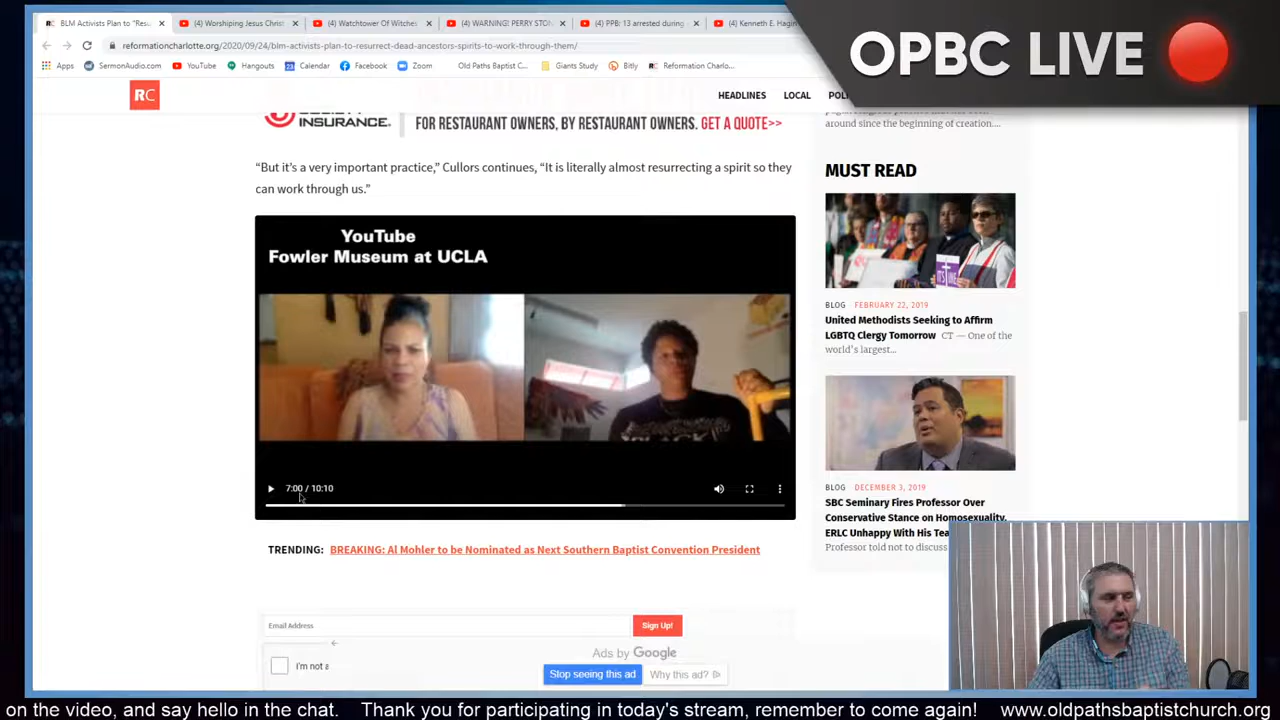 BLM Activists Plan to "Res
(4) Worshiping Jesus Christ
(4) Watchtower Of Witches
(4) WARNING! PERRY STON
(4) PPB: 13 arrested during
(4) Kenneth E. Hagin
OPBC LIVE
reformationcharlotte.org/2020/09/24/blm-activists-plan-to-resurrect-dead-ancestors-spirits-to-work-through-them/
Apps SermonAudio.com YouTube Hangouts Calendar Facebook Zoom Old Paths Baptist C... Giants Study Bitly Reformation Charlo...
RC
HEADLINES LOCAL
INSURANCE.
FOR RESTAURANT OWNERS, BY RESTAURANT OWNERS. GET A QUOTE>>
around since the beginning of creation....
“But it’s a very important practice,” Cullors continues, “It is literally almost resurrecting a spirit so they
can work through us.”
MUST READ
YouTube
Fowler Museum at UCLA
7:00 / 10:10
BLOG FEBRUARY 22, 2019
United Methodists Seeking to Affirm
LGBTQ Clergy Tomorrow CT — One of the
world's largest...
BLOG DECEMBER 3, 2019
SBC Seminary Fires Professor Over
Conservative Stance on Homosexuality,
ERLC Unhappy With His Tea
Professor told not to discuss
TRENDING: BREAKING: Al Mohler to be Nominated as Next Southern Baptist Convention President
Email Address
Sign Up!
I'm not a
Ads by Google
Stop seeing this ad
Why this ad?
on the video, and say hello in the chat. Thank you for participating in today's stream, remember to come again! www.oldpathsbaptistchurch.org